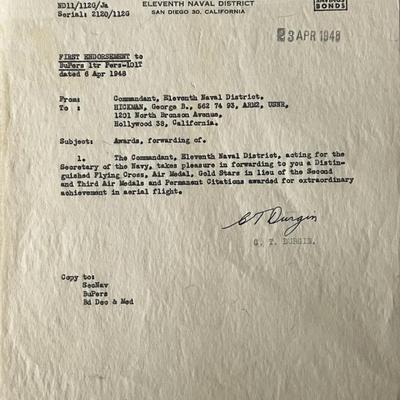 ELEVENTH NAVAL DISTRICT
ND11/112G/Ja
SAN DIEGO 30, CALIFORNIA
Serial: 2120/112G
BONDS
23 APR 1948
FIRST ENDORSEMENT to
BuPers ltr Pers-101T
dated 6 Apr 1948
From: Commandant, Eleventh Naval District.
To : HICKMAN, George B., 562 74 93, ARM2, USNR,
1201 North Bronson Avenue,
Hollywood 38, California.
Subject: Awards, forwarding of.
1. The Commandant, Eleventh Naval District, acting for the
Secretary of the Navy, takes pleasure in forwarding to you a Distin-
guished Flying Cross, Air Medal, Gold Stars in lieu of the Second
and Third Air Medals and Permanent Citations awarded for extraordinary
achievement in aerial flight.
C T Durgin
C. T. DURGIN.
Copy to:
SecNav
BuPers
Bd Dec & Med